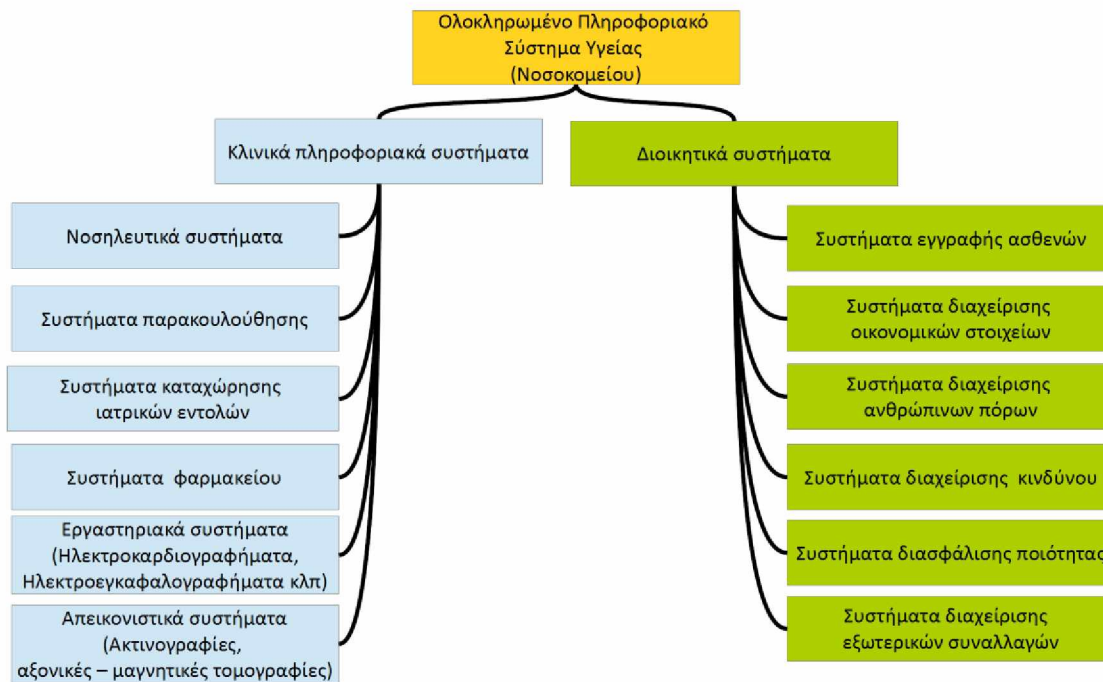 Ολοκληρωμένο Πληροφοριακό
Σύστημα Υγείας
(Νοσοκομείου)
Κλινικά πληροφοριακά συστήματα
Διοικητικά συστήματα
Νοσηλευτικά συστήματα
Συστήματα παρακουλούθησης
Συστήματα καταχώρησης
ιατρικών εντολών
Συστήματα φαρμακείου
Εργαστηριακά συστήματα
(Ηλεκτροκαρδιογραφήματα,
Ηλεκτροεγκαφαλογραφήματα κλπ)
Απεικονιστικά συστήματα
(Ακτινογραφίες,
αξονικές – μαγνητικές τομογραφίες)
Συστήματα εγγραφής ασθενών
Συστήματα διαχείρισης
οικονομικών στοιχείων
Συστήματα διαχείρισης
ανθρώπινων πόρων
Συστήματα διαχείρισης κινδύνου
Συστήματα διασφάλισης ποιότητας
Συστήματα διαχείρισης
εξωτερικών συναλλαγών